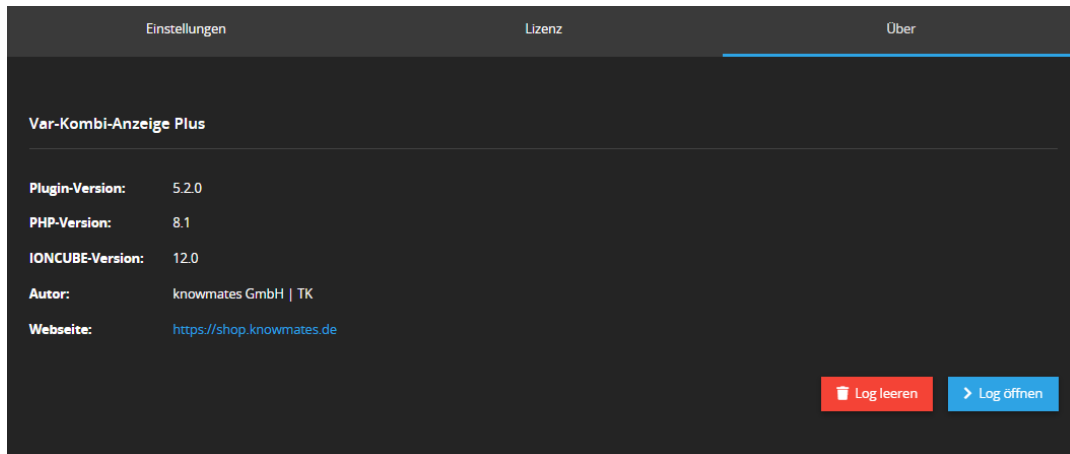 Einstellungen Lizenz Über
Var-Kombi-Anzeige Plus
Plugin-Version: 5.2.0
PHP-Version: 8.1
IONCUBE-Version: 12.0
Autor: knowmates GmbH | TK
Webseite: https://shop.knowmates.de
Log leeren Log öffnen